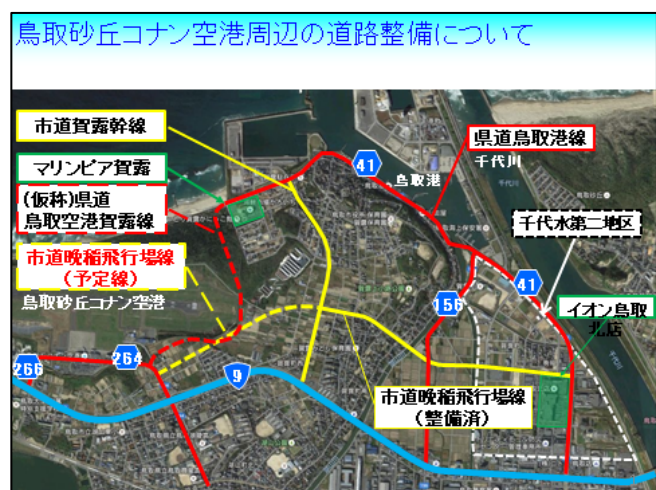 鳥取砂丘コナン空港周辺の道路整備について
市道賀露幹線
マリンピア賀露
(仮称)県道
鳥取空港賀露線
市道晩稲飛行場線
(予定線)
鳥取砂丘コナン空港
41
鳥取港
県道鳥取港線
千代川
千代水第二地区
156
41
イオン鳥取
北店
266
264
9
市道晩稲飛行場線
(整備済)
千代川